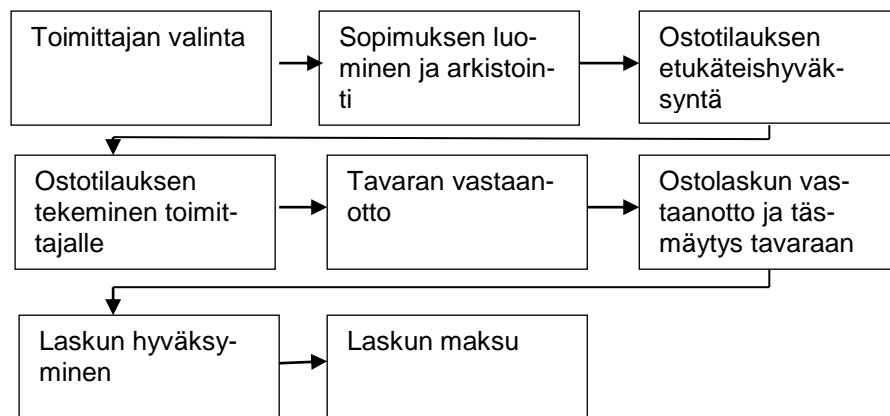 Toimittajan valinta
Sopimuksen luo-
minen ja arkistoin-
ti
Ostotilauksen
etukäteishyväk-
syntä
Ostotilauksen
tekeminen toimit-
tajalle
Tavaran vastaan-
otto
Ostolaskun vas-
taanotto ja täs-
mäytys tavaraan
Laskun hyväksy-
minen
Laskun maksu